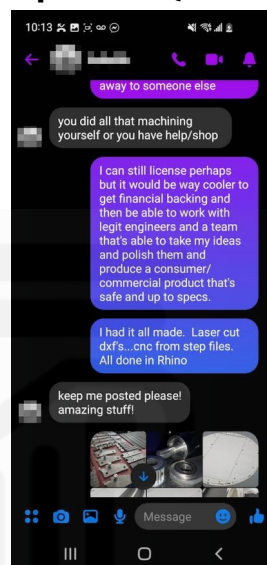 10:13
away to someone else
you did all that machining
yourself or you have help/shop
I can still license perhaps
but it would be way cooler to
get financial backing and
then be able to work with
legit engineers and a team
that's able to take my ideas
and polish them and
produce a consumer/
commercial product that's
safe and up to specs.
I had it all made. Laser cut
dxf's...cnc from step files.
All done in Rhino
keep me posted please!
amazing stuff!
Message